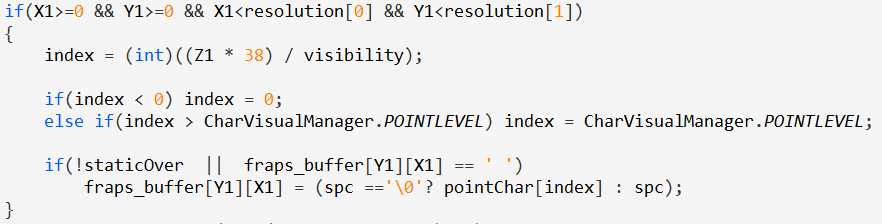 if(X1>=0 && Y1>=0 && X1<resolution[0] && Y1<resolution[1])
{
    index = (int)((Z1 * 38) / visibility);

    if(index < 0) index = 0;
    else if(index > CharVisualManager.POINTLEVEL) index = CharVisualManager.POINTLEVEL;

    if(!staticOver  ||  fraps_buffer[Y1][X1] == ' ')
        fraps_buffer[Y1][X1] = (spc =='\0'? pointChar[index] : spc);
}